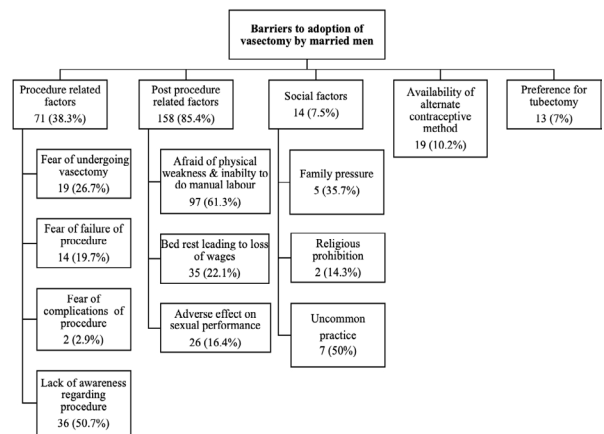 Barriers to adoption of
vasectomy by married men
Procedure related
factors
71 (38.3%)
Post procedure
related factors
158 (85.4%)
Social factors
14 (7.5%)
Availability of
alternate
contraceptive
method
19 (10.2%)
Preference for
tubectomy
13 (7%)
Fear of undergoing
vasectomy
19 (26.7%)
Fear of failure of
procedure
14 (19.7%)
Fear of
complications of
procedure
2 (2.9%)
Lack of awareness
regarding
procedure
36 (50.7%)
Afraid of physical
weakness & inabilty to
do manual labour
97 (61.3%)
Bed rest leading to loss
of wages
35 (22.1%)
Adverse effect on
sexual performance
26 (16.4%)
Family pressure
5 (35.7%)
Religious
prohibition
2 (14.3%)
Uncommon
practice
7 (50%)